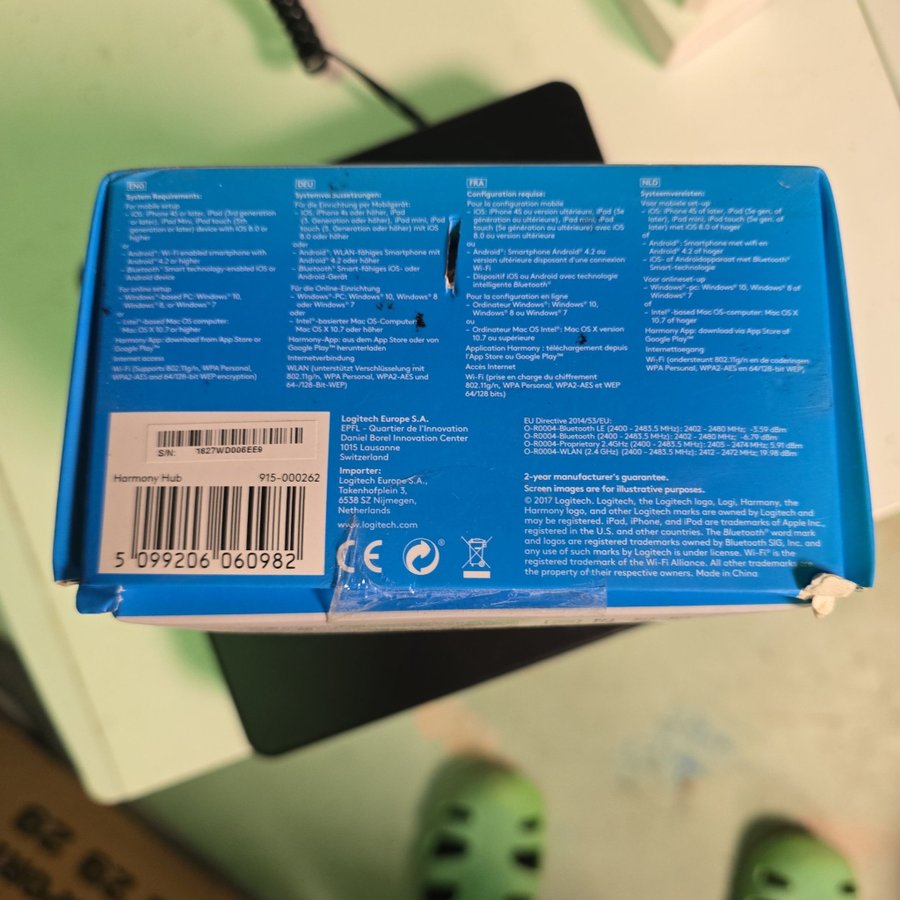 ENG
System Requirements:
For mobile setup
– iOS: iPhone 4S or later, iPad (3rd generation
or later), iPad Mini, iPod touch (5th
generation or later) device with iOS 8.0 or
higher
or
– Android®: Wi-Fi enabled smartphone with
Android® 4.2 or higher
– Bluetooth® Smart technology-enabled iOS or
Android device
For online setup
– Windows®-based PC: Windows® 10,
Windows® 8, or Windows® 7
or
– Intel®-based Mac OS computer:
Mac OS X 10.7 or higher
Harmony App: download from App Store or
Google Play™
Internet access
Wi-Fi (Supports 802.11g/n, WPA Personal,
WPA2-AES and 64/128-bit WEP encryption)
DEU
Systemvoraussetzungen:
Für die Einrichtung per Mobilgerät:
– iOS, iPhone 4s oder höher, iPad
(3. Generation oder höher), iPad mini, iPod
touch (5. Generation oder höher) mit iOS
8.0 oder höher
oder
– Android®: WLAN-fähiges Smartphone mit
Android® 4.2 oder höher
– Bluetooth® Smart-fähiges iOS- oder
Android-Gerät
Für die Online-Einrichtung
– Windows®-PC: Windows® 10, Windows® 8
oder Windows® 7
oder
– Intel®-basierter Mac OS-Computer:
Mac OS X 10.7 oder höher
Harmony-App: aus dem App Store oder von
Google Play™ herunterladen
Internetverbindung
WLAN (unterstützt Verschlüsselung mit
802.11g/n, WPA Personal, WPA2-AES und
64-/128-Bit-WEP)
FRA
Configuration requise:
Pour la configuration mobile
– iOS: iPhone 4S ou version ultérieure, iPad (3e
génération ou ultérieure), iPad mini, iPod
touch (5e génération ou ultérieure) avec iOS
8.0 ou version ultérieure
ou
– Android®: Smartphone Android® 4.2 ou
version ultérieure disposant d'une connexion
Wi-Fi
– Dispositif iOS ou Android avec technologie
intelligente Bluetooth®
Pour la configuration en ligne
– Ordinateur Windows®: Windows® 10,
Windows® 8 ou Windows® 7
ou
– Ordinateur Mac OS Intel®: Mac OS X version
10.7 ou supérieure
Application Harmony : téléchargement depuis
l'App Store ou Google Play™
Accès Internet
Wi-Fi (prise en charge du chiffrement
802.11g/n, WPA Personal, WPA2-AES et WEP
64/128 bits)
NLD
Systeemvereisten:
Voor mobiele set-up
– iOS: iPhone 4S of later, iPad (3e gen. of
later), iPad mini, iPod touch (5e gen. of
later) met iOS 8.0 of hoger
of
– Android®: Smartphone met wifi en
Android® 4.2 of hoger
– iOS- of Android-apparaat met Bluetooth®
Smart-technologie
Voor onlineset-up
– Windows®-pc: Windows® 10, Windows® 8 of
Windows® 7
of
– Intel®-based Mac OS-computer: Mac OS X
10.7 of hoger
Harmony App: download via App Store of
Google Play™
Internettoegang
Wi-Fi (ondersteunt 802.11g/n en de coderingen
WPA Personal, WPA2-AES en 64/128-bit WEP)
S/N: 1827WD006EE9
Harmony Hub 915-000262
5 099206 060982
Logitech Europe S.A.
EPFL - Quartier de l'Innovation
Daniel Borel Innovation Center
1015 Lausanne
Switzerland
Importer:
Logitech Europe S.A.,
Takenhofplein 3,
6538 SZ Nijmegen,
Netherlands
www.logitech.com
CE
EU Directive 2014/53/EU:
O-R0004-Bluetooth LE (2400 - 2483.5 MHz): 2402 - 2480 MHz; -3.59 dBm
O-R0004-Bluetooth (2400 - 2483.5 MHz): 2402 - 2480 MHz; -6.79 dBm
O-R0004-Proprietary 2.4GHz (2400 - 2483.5 MHz): 2405 - 2474 MHz; 5.91 dBm
O-R0004-WLAN (2.4 GHz) (2400 - 2483.5 MHz): 2412 - 2472 MHz; 19.98 dBm
2-year manufacturer's guarantee.
Screen images are for illustrative purposes.
© 2017 Logitech. Logitech, the Logitech logo, Logi, Harmony, the
Harmony logo, and other Logitech marks are owned by Logitech and
may be registered. iPad, iPhone, and iPod are trademarks of Apple Inc.,
registered in the U.S. and other countries. The Bluetooth® word mark
and logos are registered trademarks owned by Bluetooth SIG, Inc. and
any use of such marks by Logitech is under license. Wi-Fi® is the
registered trademark of the Wi-Fi Alliance. All other trademarks are
the property of their respective owners. Made in China
29 29